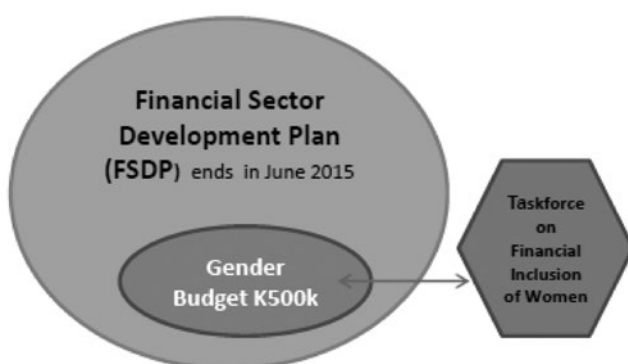 Financial Sector
Development Plan
(FSDP) ends in June 2015
Gender
Budget K500k
Taskforce
on
Financial
Inclusion
of Women